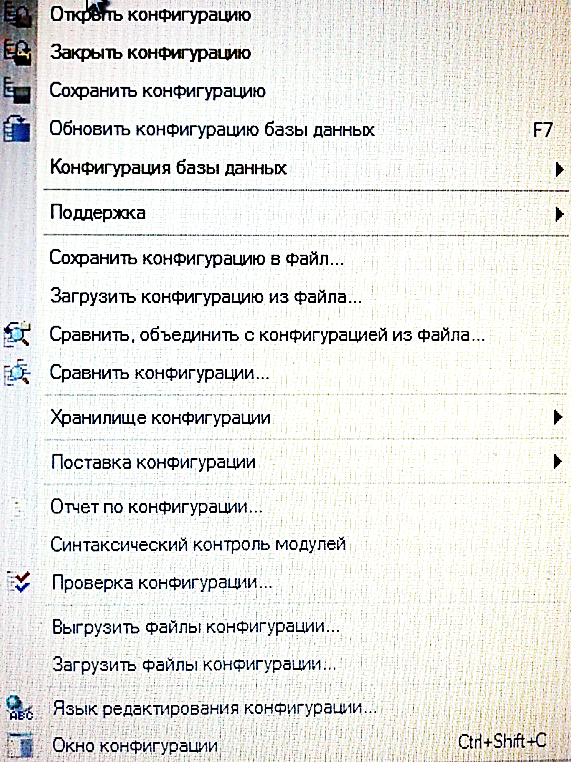 Открыть конфигурацию
Закрыть конфигурацию
Сохранить конфигурацию
Обновить конфигурацию базы данных F7
Конфигурация базы данных
Поддержка
Сохранить конфигурацию в файл...
Загрузить конфигурацию из файла...
Сравнить, объединить с конфигурацией из файла...
Сравнить конфигурации...
Хранилище конфигурации
Поставка конфигурации
Отчет по конфигурации...
Синтаксический контроль модулей
Проверка конфигурации...
Выгрузить файлы конфигурации...
Загрузить файлы конфигурации...
ABC Язык редактирования конфигурации...
Окно конфигурации Ctrl+Shift+C